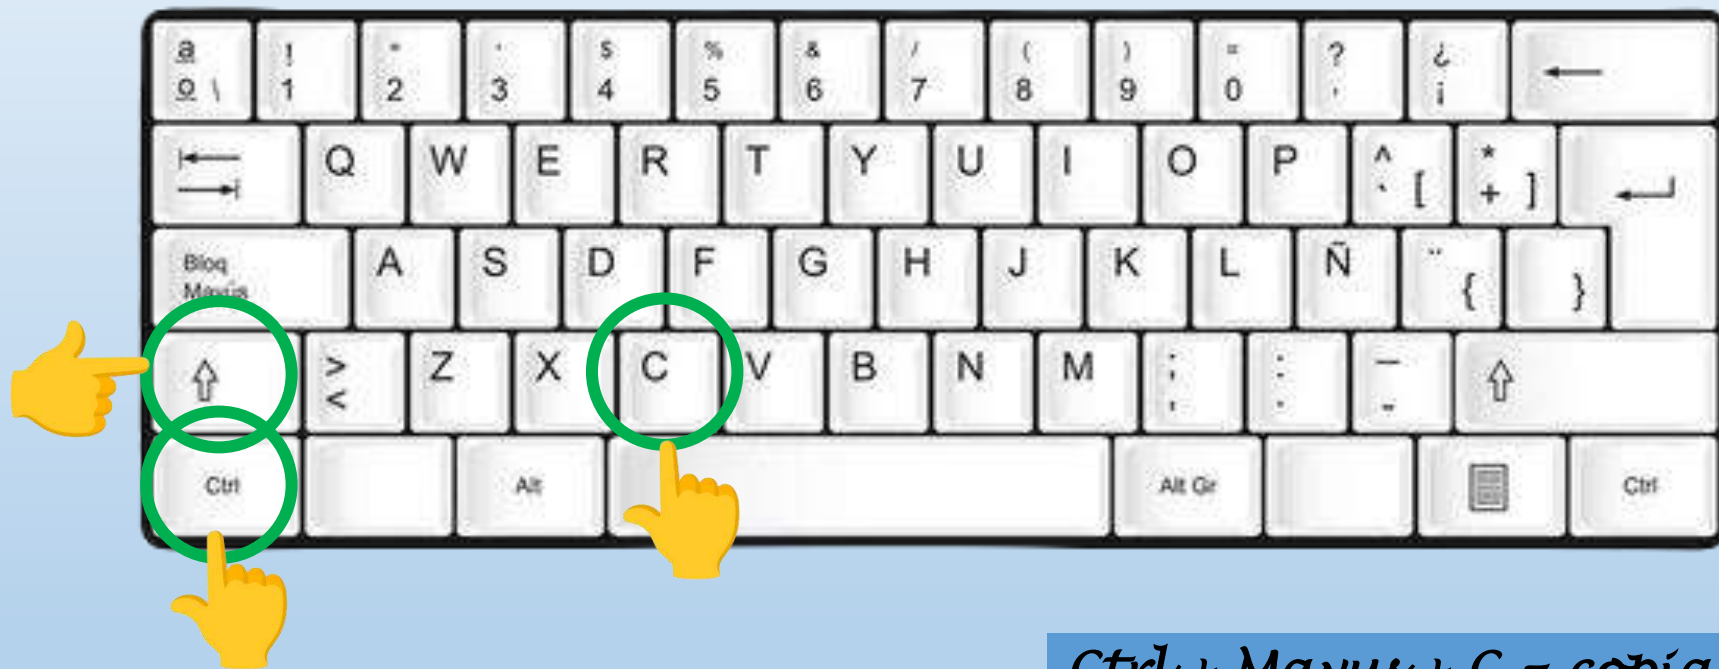 a ! " · $ % & / ( ) = ? ¿
o \ 1 2 3 4 5 6 7 8 9 0 ' ¡
Q W E R T Y U I O P ^ ` [ * + ]
Bloq Mayús A S D F G H J K L Ñ ¨ { }
> < Z X C V B N M ; , : . _ -
Ctrl Alt Alt Gr Ctrl
Ctrl + Mayus + C = copia